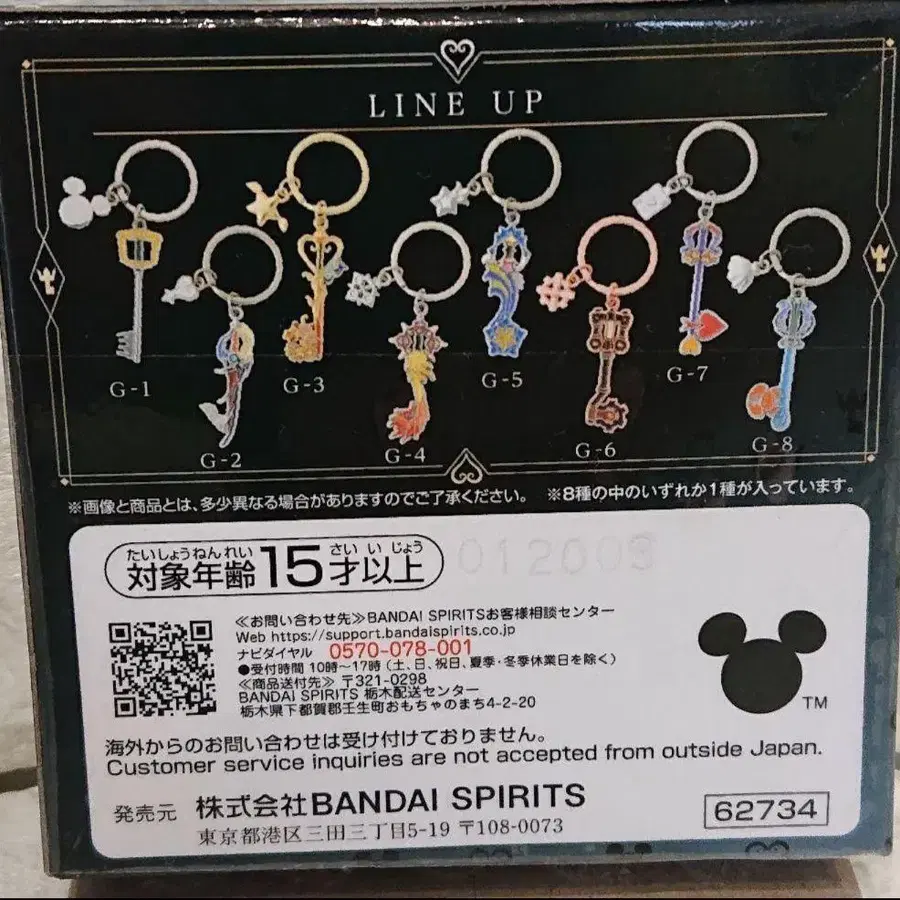 LINE UP
G-1
G-2
G-3
G-4
G-5
G-6
G-7
G-8
※画像と商品とは、多少異なる場合がありますのでご了承ください。 ※8種の中のいずれか1種が入っています。
たいしょうねんれい さいいじょう
対象年齢15才以上
012003
≪お問い合わせ先≫BANDAI SPIRITSお客様相談センター
Web https://support.bandaispirits.co.jp
ナビダイヤル 0570-078-001
●受付時間 10時～17時 (土、日、祝日、夏季・冬季休業日を除く)
≪商品送付先≫ 〒321-0298
BANDAI SPIRITS 栃木配送センター
栃木県下都賀郡壬生町おもちゃのまち4-2-20
TM
海外からのお問い合わせは受け付けておりません。
Customer service inquiries are not accepted from outside Japan.
発売元 株式会社BANDAI SPIRITS
東京都港区三田三丁目5-19 〒108-0073
62734